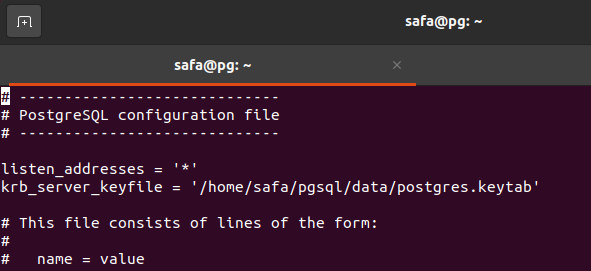 safa@pg: ~
safa@pg: ~ ×
# -----------------------------
# PostgreSQL configuration file
# -----------------------------
listen_addresses = '*'
krb_server_keyfile = '/home/safa/pgsql/data/postgres.keytab'
# This file consists of lines of the form:
#
#   name = value